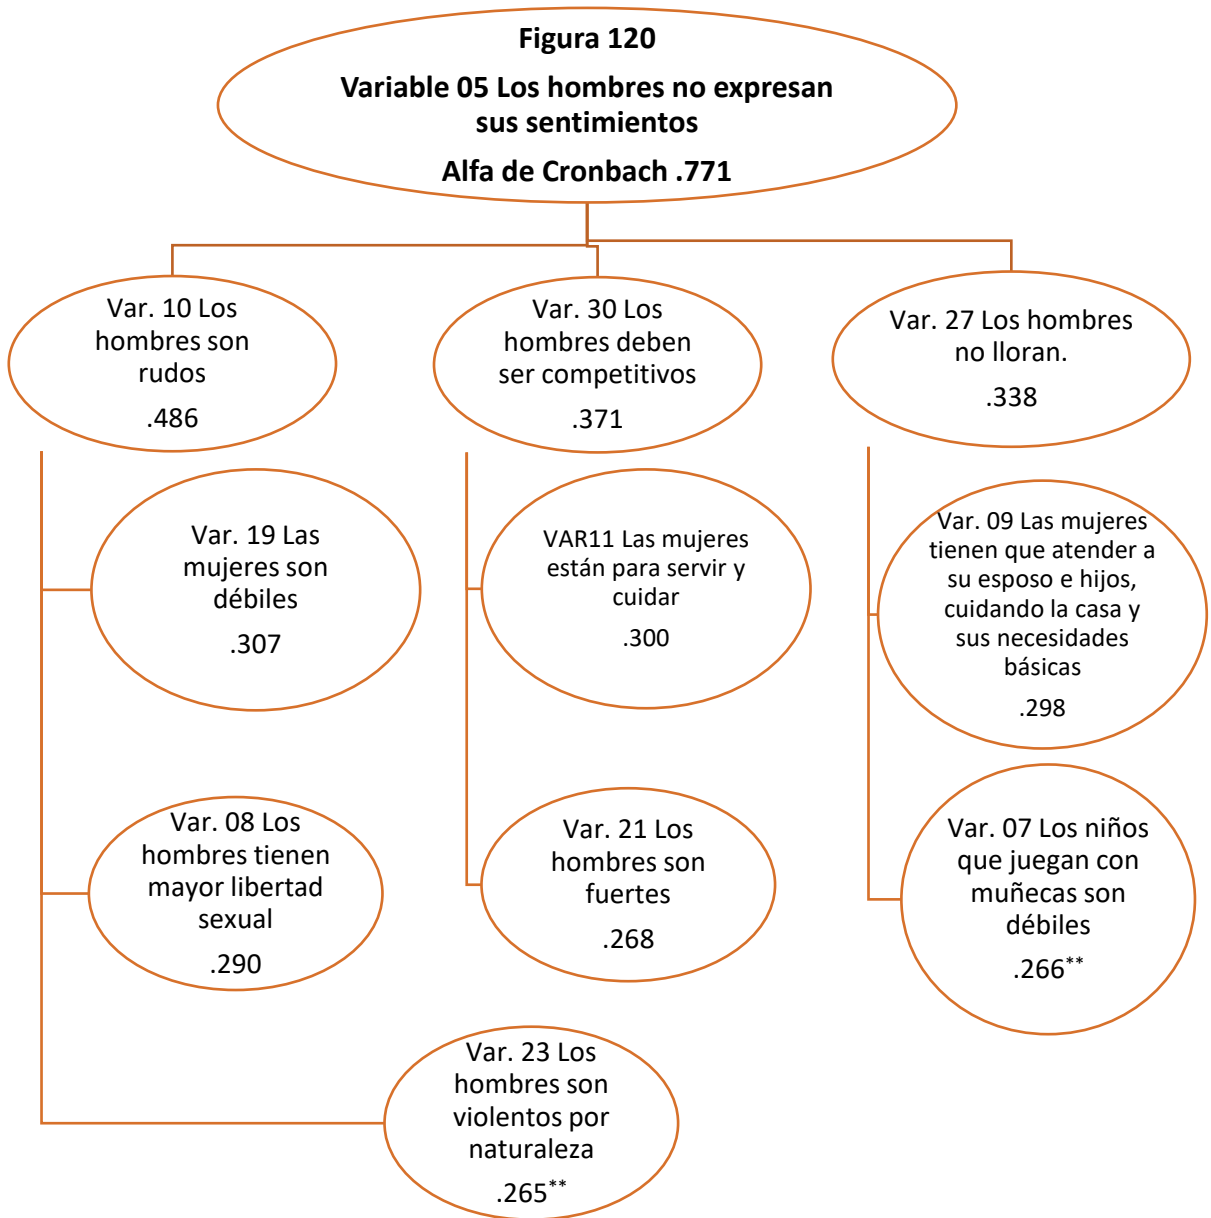 Figura 120
Variable 05 Los hombres no expresan
sus sentimientos
Alfa de Cronbach .771
Var. 10 Los
hombres son
rudos
.486
Var. 30 Los
hombres deben
ser competitivos
.371
Var. 27 Los hombres
no lloran.
.338
Var. 19 Las
mujeres son
débiles
.307
VAR11 Las mujeres
están para servir y
cuidar
.300
Var. 09 Las mujeres
tienen que atender a
su esposo e hijos,
cuidando la casa y
sus necesidades
básicas
.298
Var. 08 Los
hombres tienen
mayor libertad
sexual
.290
Var. 21 Los
hombres son
fuertes
.268
Var. 07 Los niños
que juegan con
muñecas son
débiles
.266**
Var. 23 Los
hombres son
violentos por
naturaleza
.265**